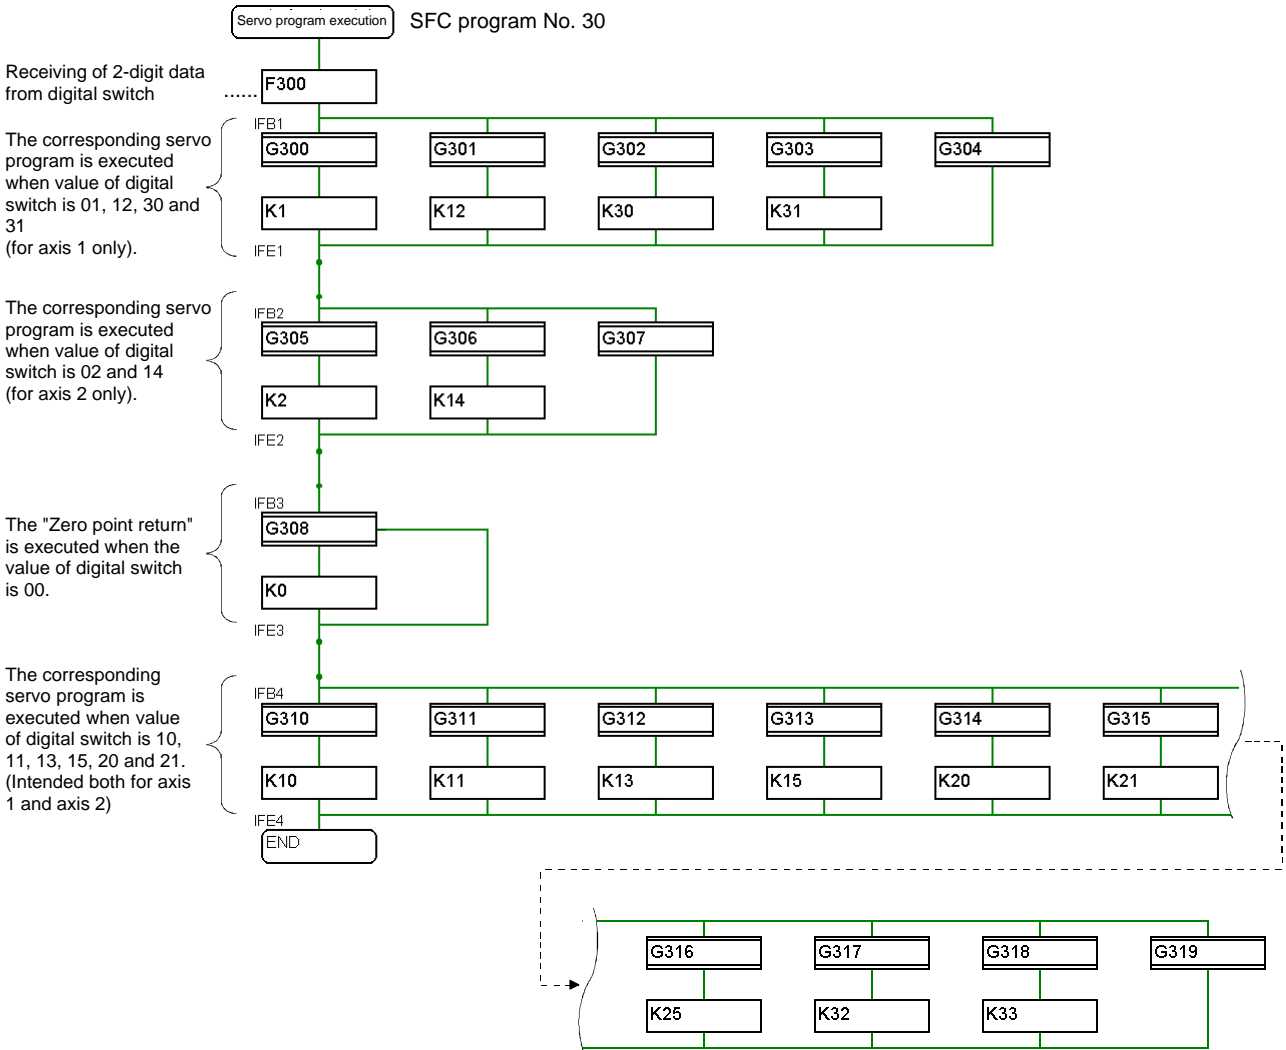 Servo program execution
SFC program No. 30
Receiving of 2-digit data
from digital switch
......
F300
The corresponding servo
program is executed
when value of digital
switch is 01, 12, 30 and
31
(for axis 1 only).
IFB1
G300 G301 G302 G303 G304
K1 K12 K30 K31
IFE1
The corresponding servo
program is executed
when value of digital
switch is 02 and 14
(for axis 2 only).
IFB2
G305 G306 G307
K2 K14
IFE2
The "Zero point return"
is executed when the
value of digital switch
is 00.
IFB3
G308
K0
IFE3
The corresponding
servo program is
executed when value
of digital switch is 10,
11, 13, 15, 20 and 21.
(Intended both for axis
1 and axis 2)
IFB4
G310 G311 G312 G313 G314 G315
K10 K11 K13 K15 K20 K21
IFE4
END
G316 G317 G318 G319
K25 K32 K33